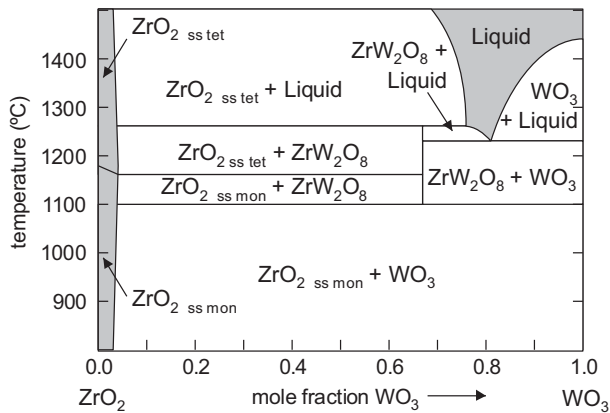 ZrO2 ss tet
ZrW2O8 +
Liquid
Liquid
ZrO2 ss tet + Liquid
WO3
+ Liquid
ZrO2 ss tet + ZrW2O8
ZrO2 ss mon + ZrW2O8
ZrW2O8 + WO3
ZrO2 ss mon + WO3
ZrO2 ss mon
temperature (ºC)
1400
1300
1200
1100
1000
900
0.0
0.2
0.4
0.6
0.8
1.0
ZrO2
mole fraction WO3
WO3